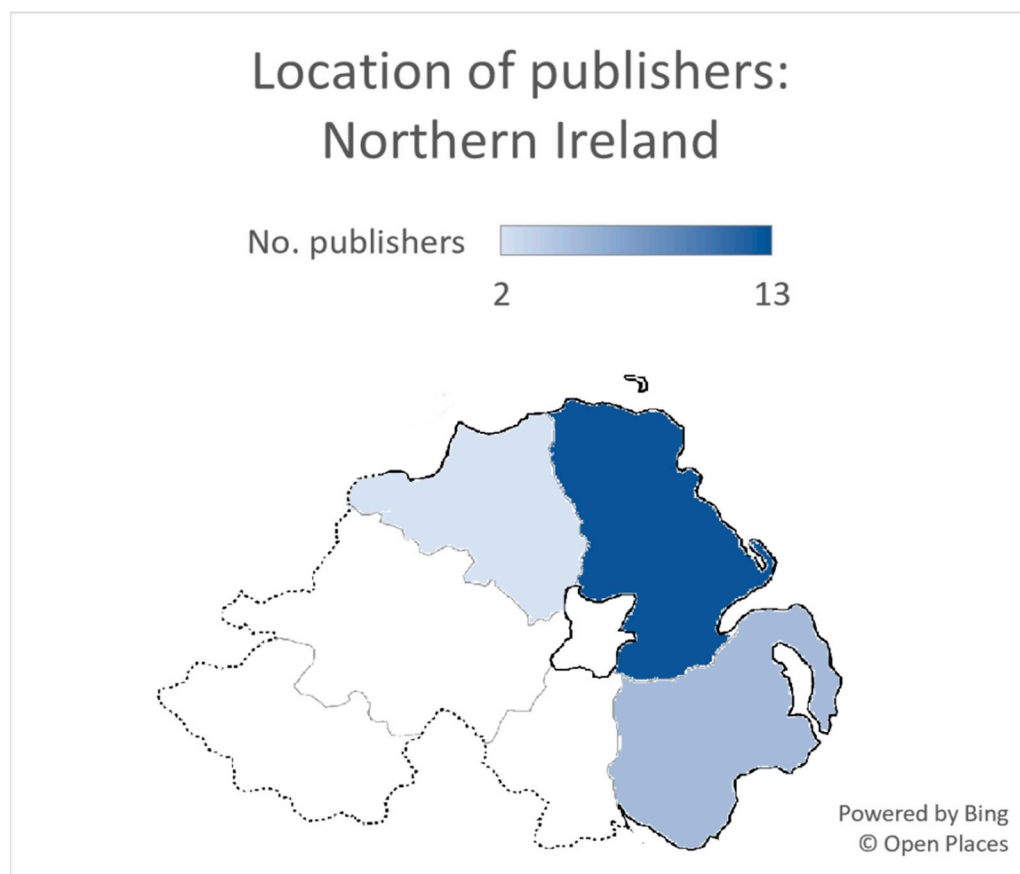 Location of publishers:
Northern Ireland
No. publishers
2 13
Powered by Bing
© Open Places